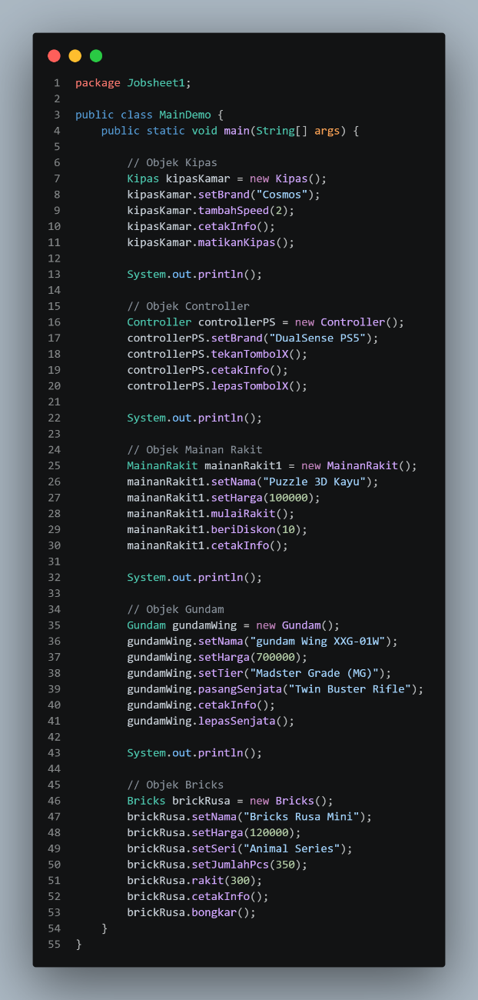 1 package Jobsheet1;
2
3 public class MainDemo {
4     public static void main(String[] args) {
5
6         // Objek Kipas
7         Kipas kipasKamar = new Kipas();
8         kipasKamar.setBrand("Cosmos");
9         kipasKamar.tambahSpeed(2);
10         kipasKamar.cetakInfo();
11         kipasKamar.matikanKipas();
12
13         System.out.println();
14
15         // Objek Controller
16         Controller controllerPS = new Controller();
17         controllerPS.setBrand("DualSense PS5");
18         controllerPS.tekanTombolX();
19         controllerPS.cetakInfo();
20         controllerPS.lepasTombolX();
21
22         System.out.println();
23
24         // Objek Mainan Rakit
25         MainanRakit mainanRakit1 = new MainanRakit();
26         mainanRakit1.setNama("Puzzle 3D Kayu");
27         mainanRakit1.setHarga(100000);
28         mainanRakit1.mulaiRakit();
29         mainanRakit1.beriDiskon(10);
30         mainanRakit1.cetakInfo();
31
32         System.out.println();
33
34         // Objek Gundam
35         Gundam gundamWing = new Gundam();
36         gundamWing.setNama("gundam Wing XXG-01W");
37         gundamWing.setHarga(700000);
38         gundamWing.setTier("Madster Grade (MG)");
39         gundamWing.pasangSenjata("Twin Buster Rifle");
40         gundamWing.cetakInfo();
41         gundamWing.lepasSenjata();
42
43         System.out.println();
44
45         // Objek Bricks
46         Bricks brickRusa = new Bricks();
47         brickRusa.setNama("Bricks Rusa Mini");
48         brickRusa.setHarga(120000);
49         brickRusa.setSeri("Animal Series");
50         brickRusa.setJumlahPcs(350);
51         brickRusa.rakit(300);
52         brickRusa.cetakInfo();
53         brickRusa.bongkar();
54     }
55 }